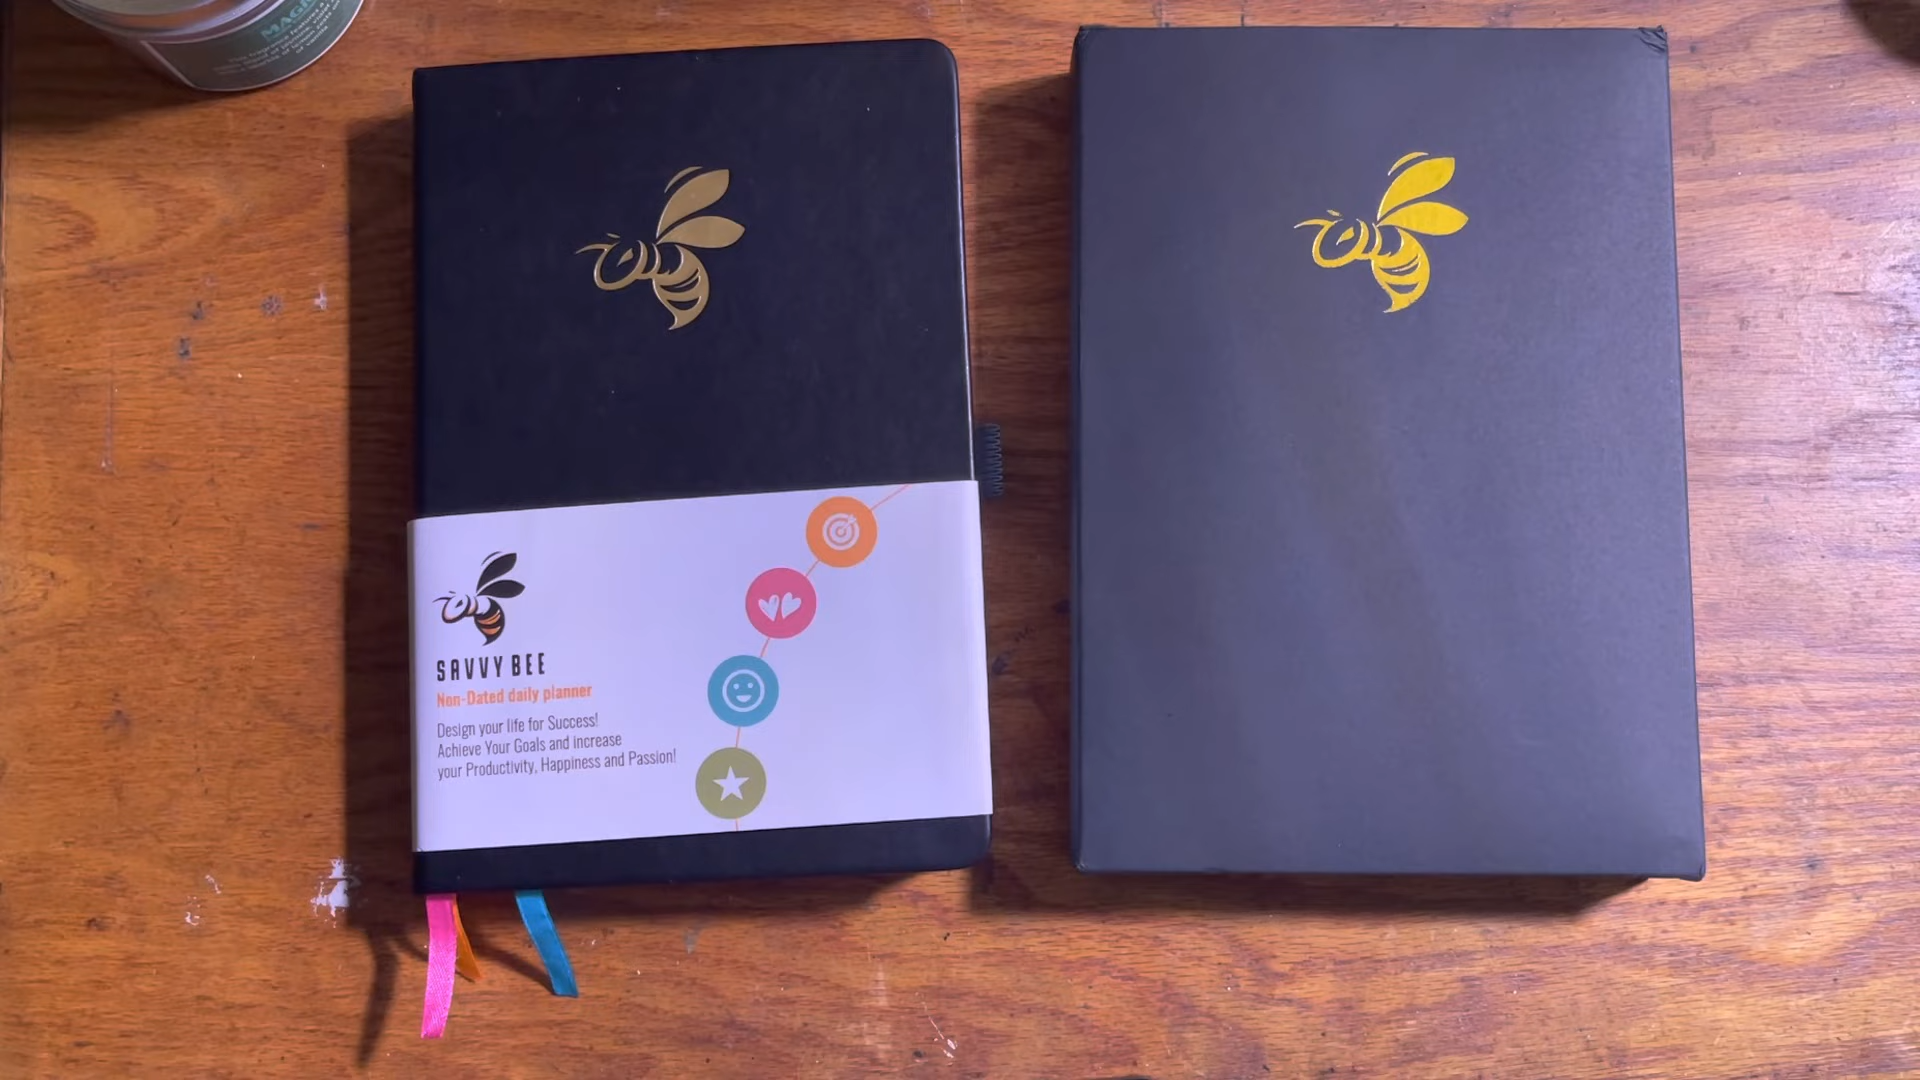 MAG
SAVVY BEE
Non-Dated daily planner
Design your life for Success!
Achieve Your Goals and increase
your Productivity, Happiness and Passion!